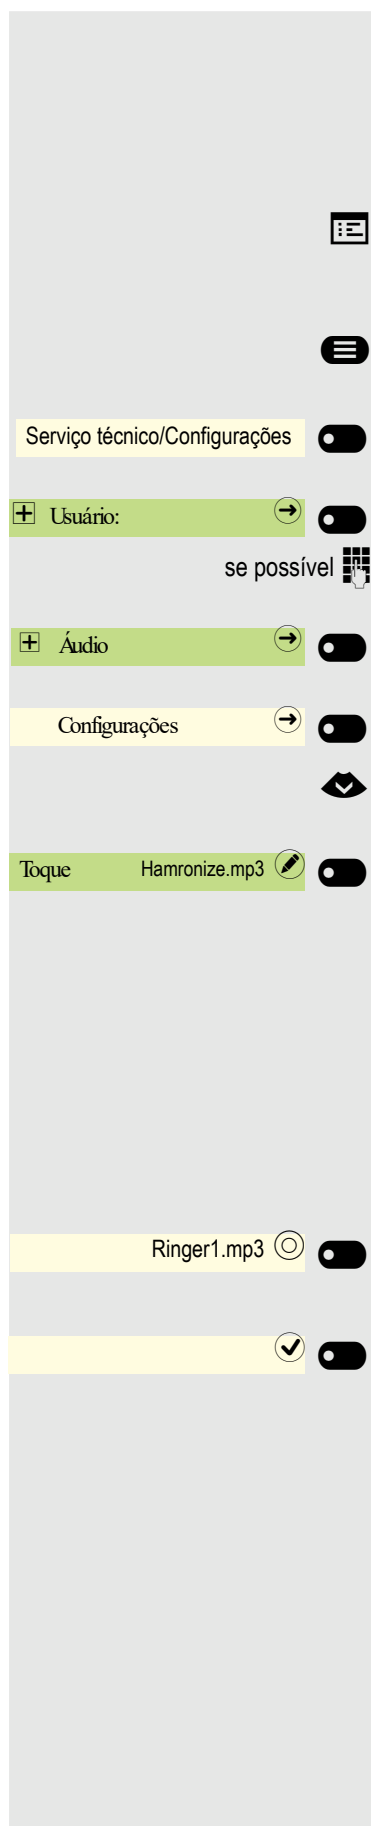 Serviço técnico/Configurações
Usuário:
se possível
Áudio
Configurações
Toque Hamronize.mp3
Ringer1.mp3